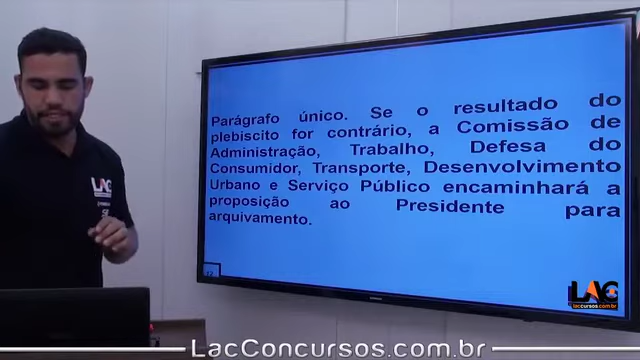 Parágrafo único. Se o resultado do
plebiscito for contrário, a Comissão de
Administração, Trabalho, Defesa do
Consumidor, Transporte, Desenvolvimento
Urbano e Serviço Público encaminhará a
proposição ao Presidente para
arquivamento.
LAC
LAC
laccursos.com.br
LacConcursos.com.br